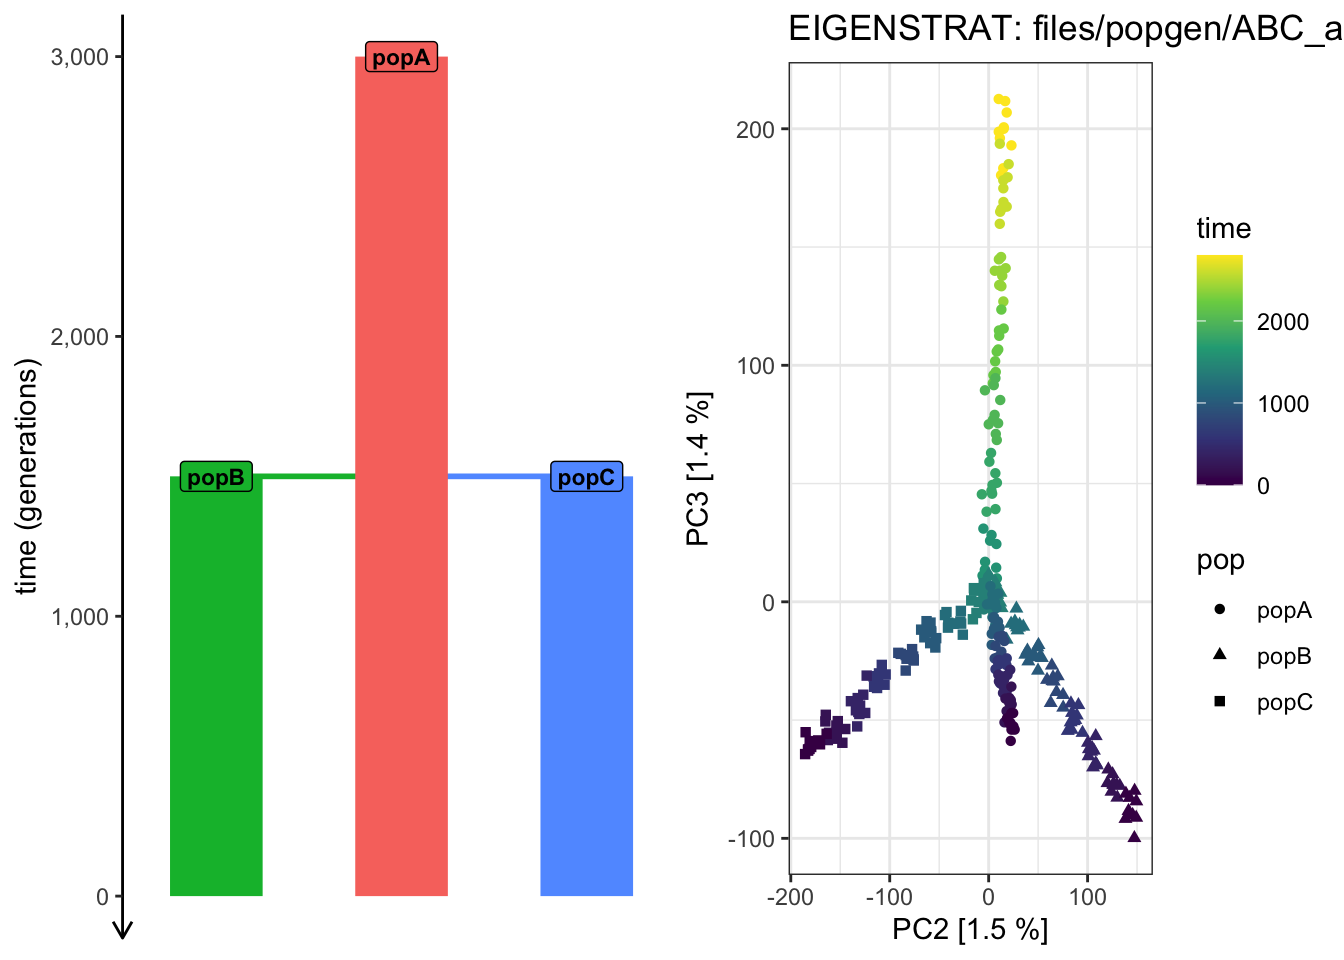 time (generations)
3,000
2,000
1,000
0
popA
popB
popC
EIGENSTRAT: files/popgen/ABC_a
PC3 [1.4 %]
200
100
0
-100
-200
-100
0
100
PC2 [1.5 %]
time
2000
1000
0
pop
popA
popB
popC